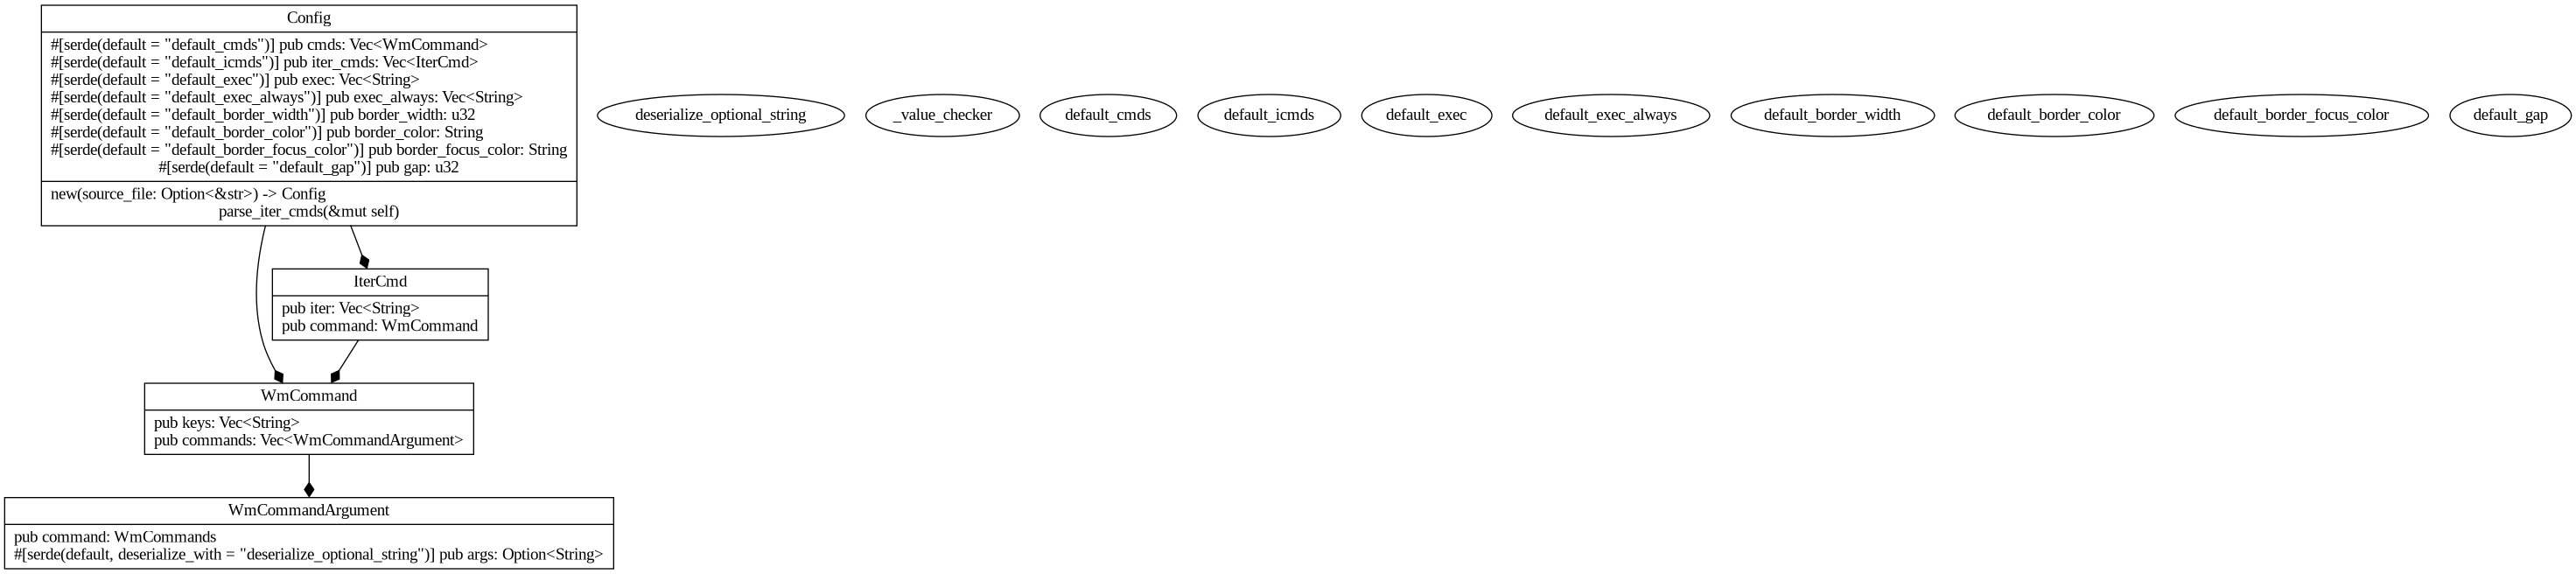 Config
#[serde(default = "default_cmds")] pub cmds: Vec<WmCommand>
#[serde(default = "default_icmds")] pub iter_cmds: Vec<IterCmd>
#[serde(default = "default_exec")] pub exec: Vec<String>
#[serde(default = "default_exec_always")] pub exec_always: Vec<String>
#[serde(default = "default_border_width")] pub border_width: u32
#[serde(default = "default_border_color")] pub border_color: String
#[serde(default = "default_border_focus_color")] pub border_focus_color: String
#[serde(default = "default_gap")] pub gap: u32
new(source_file: Option<&str>) -> Config
parse_iter_cmds(&mut self)
deserialize_optional_string
_value_checker
default_cmds
default_icmds
default_exec
default_exec_always
default_border_width
default_border_color
default_border_focus_color
default_gap
IterCmd
pub iter: Vec<String>
pub command: WmCommand
WmCommand
pub keys: Vec<String>
pub commands: Vec<WmCommandArgument>
WmCommandArgument
pub command: WmCommands
#[serde(default, deserialize_with = "deserialize_optional_string")] pub args: Option<String>